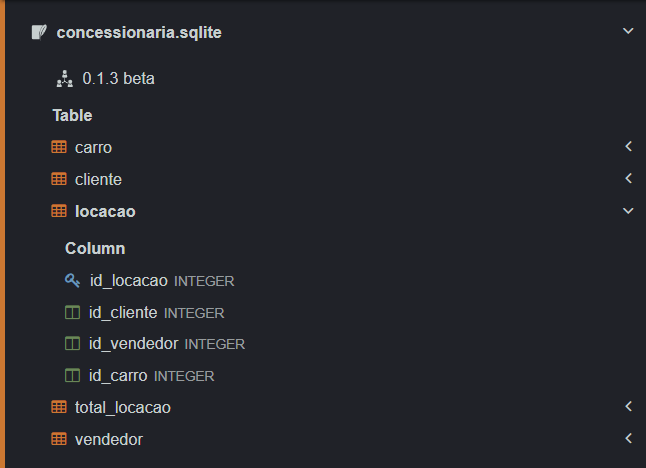 concessionaria.sqlite
0.1.3 beta
Table
carro
cliente
locacao
Column
id_locacao INTEGER
id_cliente INTEGER
id_vendedor INTEGER
id_carro INTEGER
total_locacao
vendedor